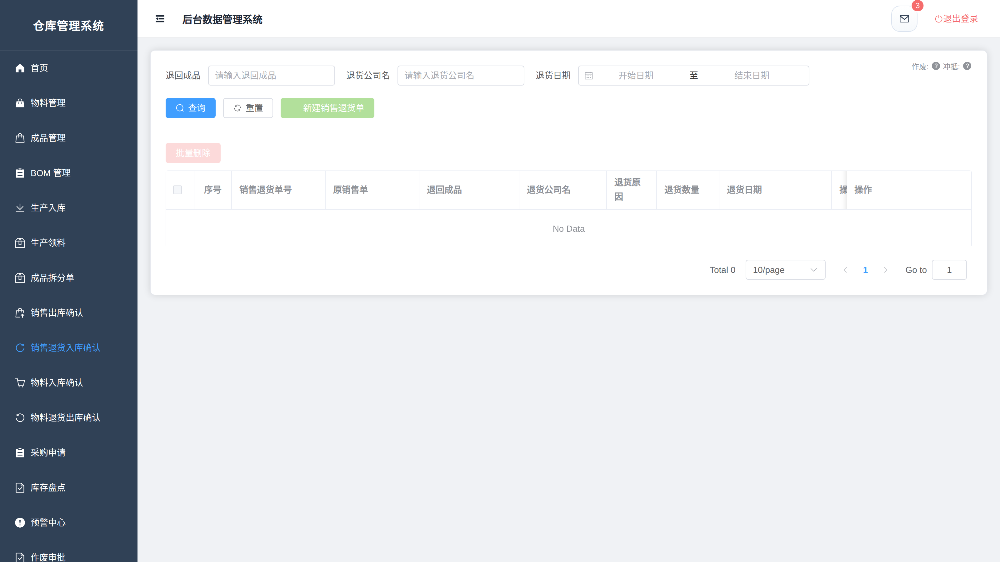 仓库管理系统
首页
物料管理
成品管理
BOM 管理
生产入库
生产领料
成品拆分单
销售出库确认
销售退货入库确认
物料入库确认
物料退货出库确认
采购申请
库存盘点
预警中心
作废审批
后台数据管理系统
3
退出登录
作废: ? 冲抵: ?
退回成品 请输入退回成品 退货公司名 请输入退货公司名 退货日期 开始日期 至 结束日期
查询 重置 新建销售退货单
批量删除
序号 销售退货单号 原销售单 退回成品 退货公司名 退货原因 退货数量 退货日期 操 操作
No Data
Total 0 10/page 1 Go to 1